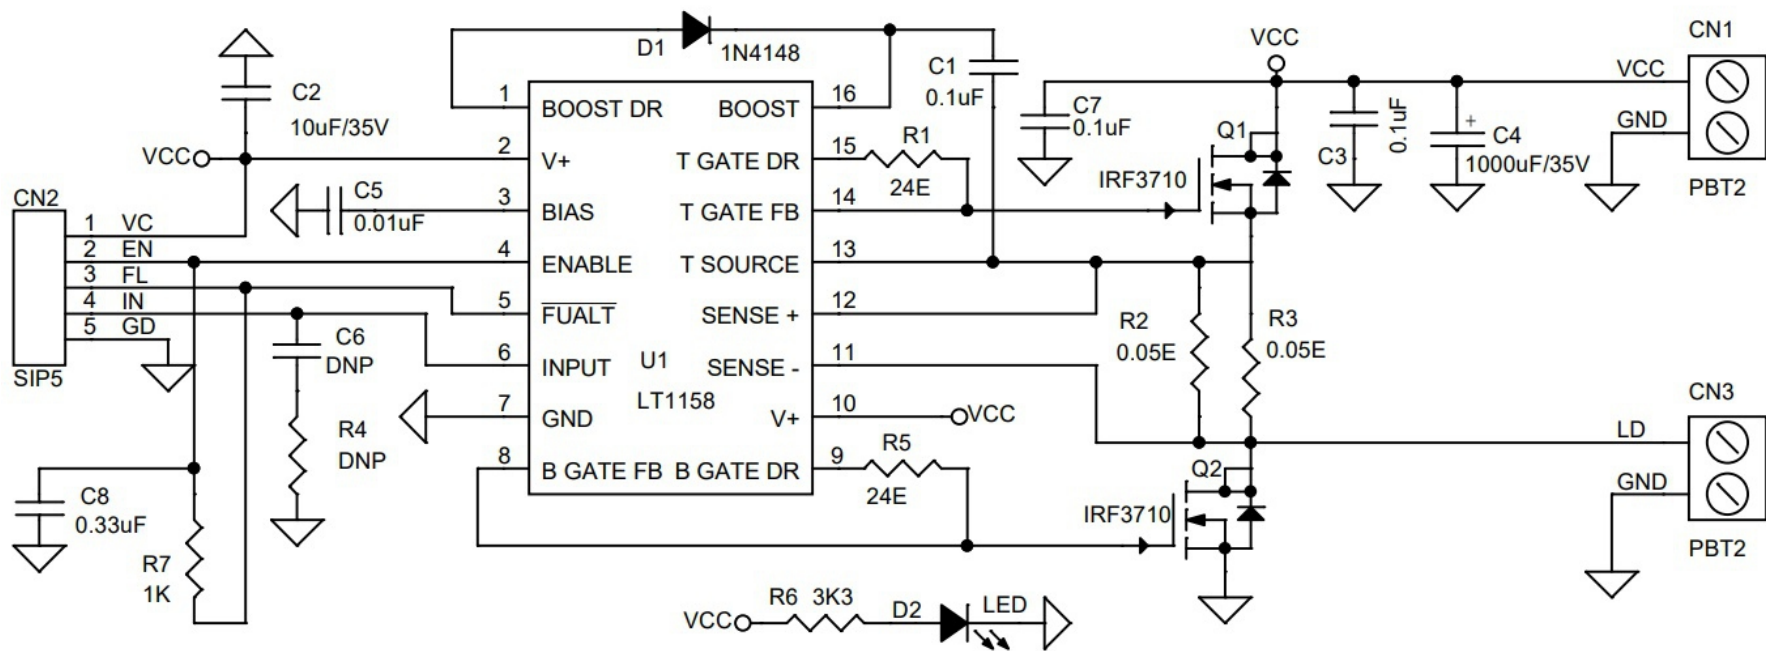 D1
1N4148
C2
10uF/35V
VCC
CN2
1 VC
2 EN
3 FL
4 IN
5 GD
SIP5
C5
0.01uF
C6
DNP
R4
DNP
C8
0.33uF
R7
1K
1 BOOST DR
2 V+
3 BIAS
4 ENABLE
5 FUALT
6 INPUT
7 GND
8 B GATE FB
U1
LT1158
BOOST 16
T GATE DR 15
T GATE FB 14
T SOURCE 13
SENSE + 12
SENSE - 11
V+ 10
B GATE DR 9
C1
0.1uF
R1
24E
VCC
R5
24E
C7
0.1uF
VCC
Q1
IRF3710
C3
0.1uF
+
C4
1000uF/35V
R2
0.05E
R3
0.05E
Q2
IRF3710
CN1
VCC
GND
PBT2
CN3
LD
GND
PBT2
VCC
R6 3K3
D2
LED